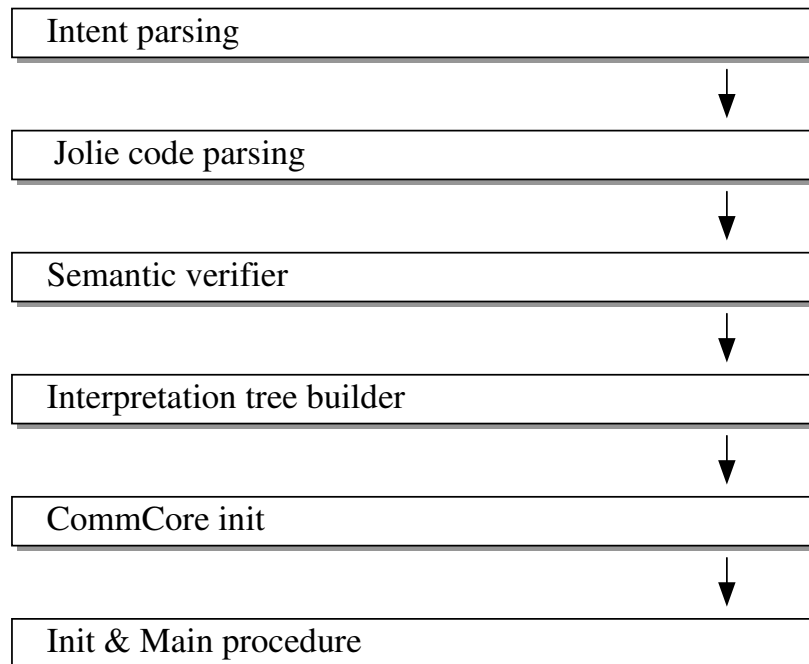 Intent parsing
Jolie code parsing
Semantic verifier
Interpretation tree builder
CommCore init
Init & Main procedure